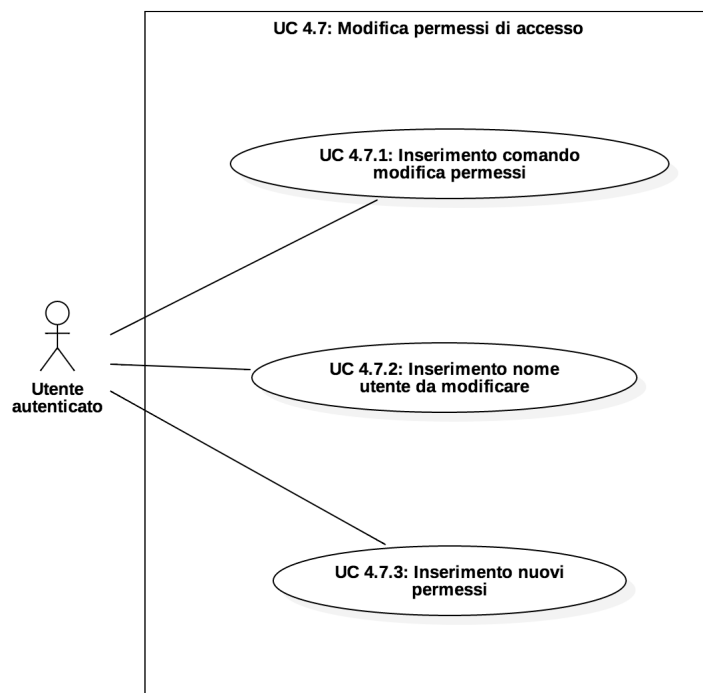 UC 4.7: Modifica permessi di accesso
UC 4.7.1: Inserimento comando
modifica permessi
UC 4.7.2: Inserimento nome
utente da modificare
Utente
autenticato
UC 4.7.3: Inserimento nuovi
permessi